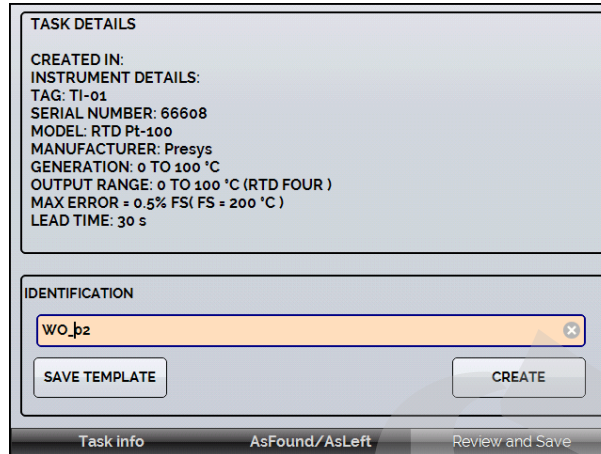 TASK DETAILS
CREATED IN:
INSTRUMENT DETAILS:
TAG: TI-01
SERIAL NUMBER: 66608
MODEL: RTD Pt-100
MANUFACTURER: Presys
GENERATION: 0 TO 100 °C
OUTPUT RANGE: 0 TO 100 °C (RTD FOUR )
MAX ERROR = 0.5% FS( FS = 200 °C )
LEAD TIME: 30 s
IDENTIFICATION
WO_02
SAVE TEMPLATE
CREATE
Task info
AsFound/AsLeft
Review and Save